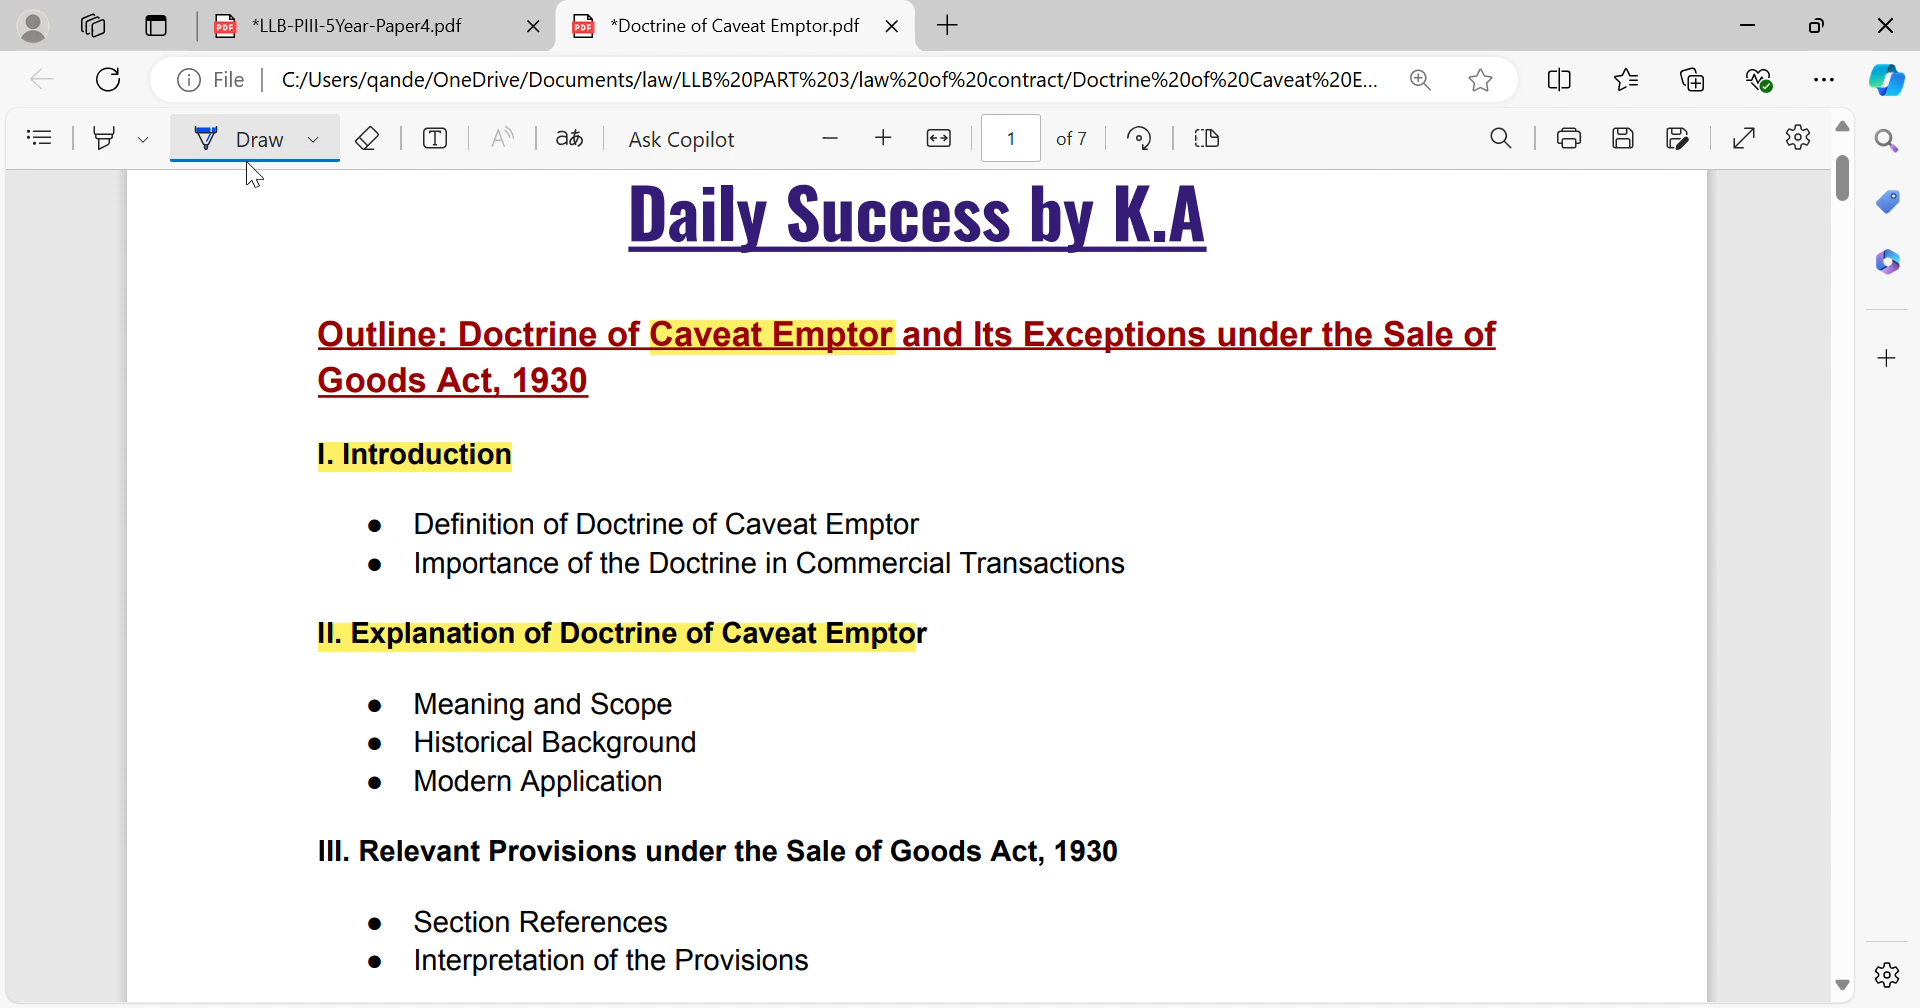 *LLB-PIII-5Year-Paper4.pdf
*Doctrine of Caveat Emptor.pdf
File
C:/Users/qande/OneDrive/Documents/law/LLB%20PART%203/law%20of%20contract/Doctrine%20of%20Caveat%20E...
Draw
aあ
Ask Copilot
1
of 7
Daily Success by K.A
Outline: Doctrine of Caveat Emptor and Its Exceptions under the Sale of
Goods Act, 1930
I. Introduction
● Definition of Doctrine of Caveat Emptor
● Importance of the Doctrine in Commercial Transactions
II. Explanation of Doctrine of Caveat Emptor
● Meaning and Scope
● Historical Background
● Modern Application
III. Relevant Provisions under the Sale of Goods Act, 1930
● Section References
● Interpretation of the Provisions